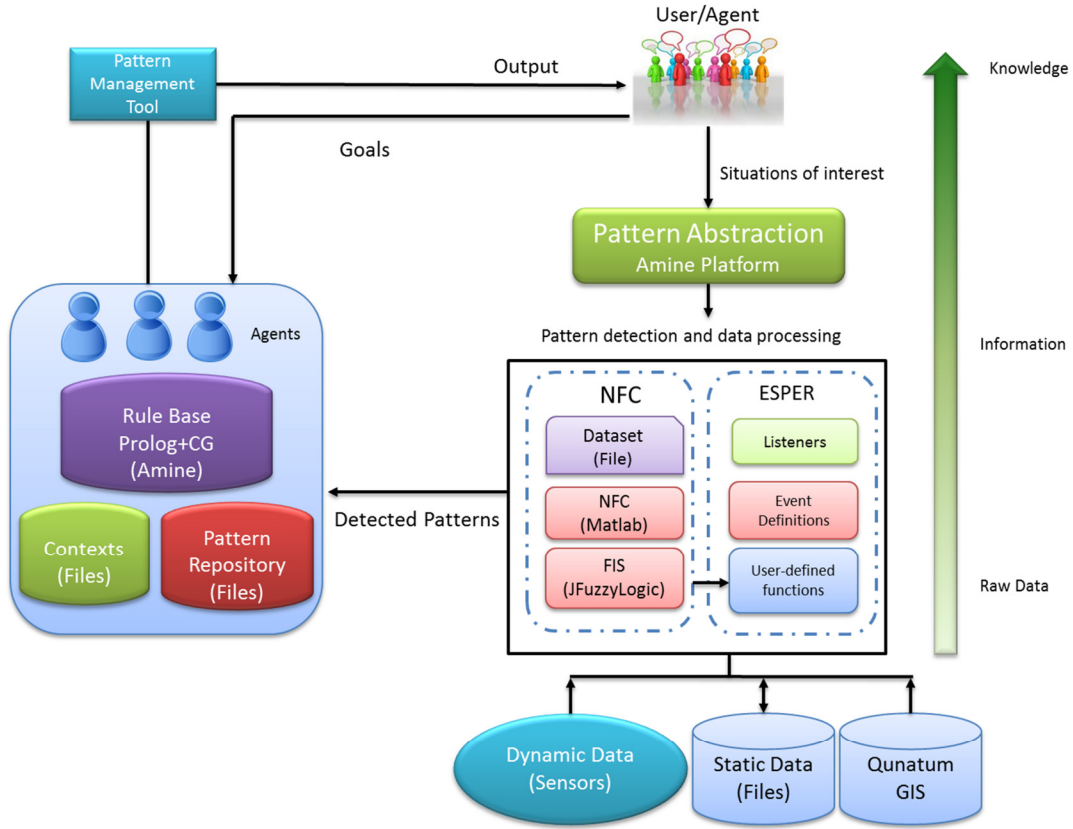 User/Agent
Pattern
Management
Tool
Output
Knowledge
Goals
Situations of interest
Pattern Abstraction
Amine Platform
Pattern detection and data processing
Information
Agents
Rule Base
Prolog+CG
(Amine)
Contexts
(Files)
Pattern
Repository
(Files)
Detected Patterns
NFC
Dataset
(File)
NFC
(Matlab)
FIS
(JFuzzyLogic)
ESPER
Listeners
Event
Definitions
User-defined
functions
Raw Data
Dynamic Data
(Sensors)
Static Data
(Files)
Qunatum
GIS